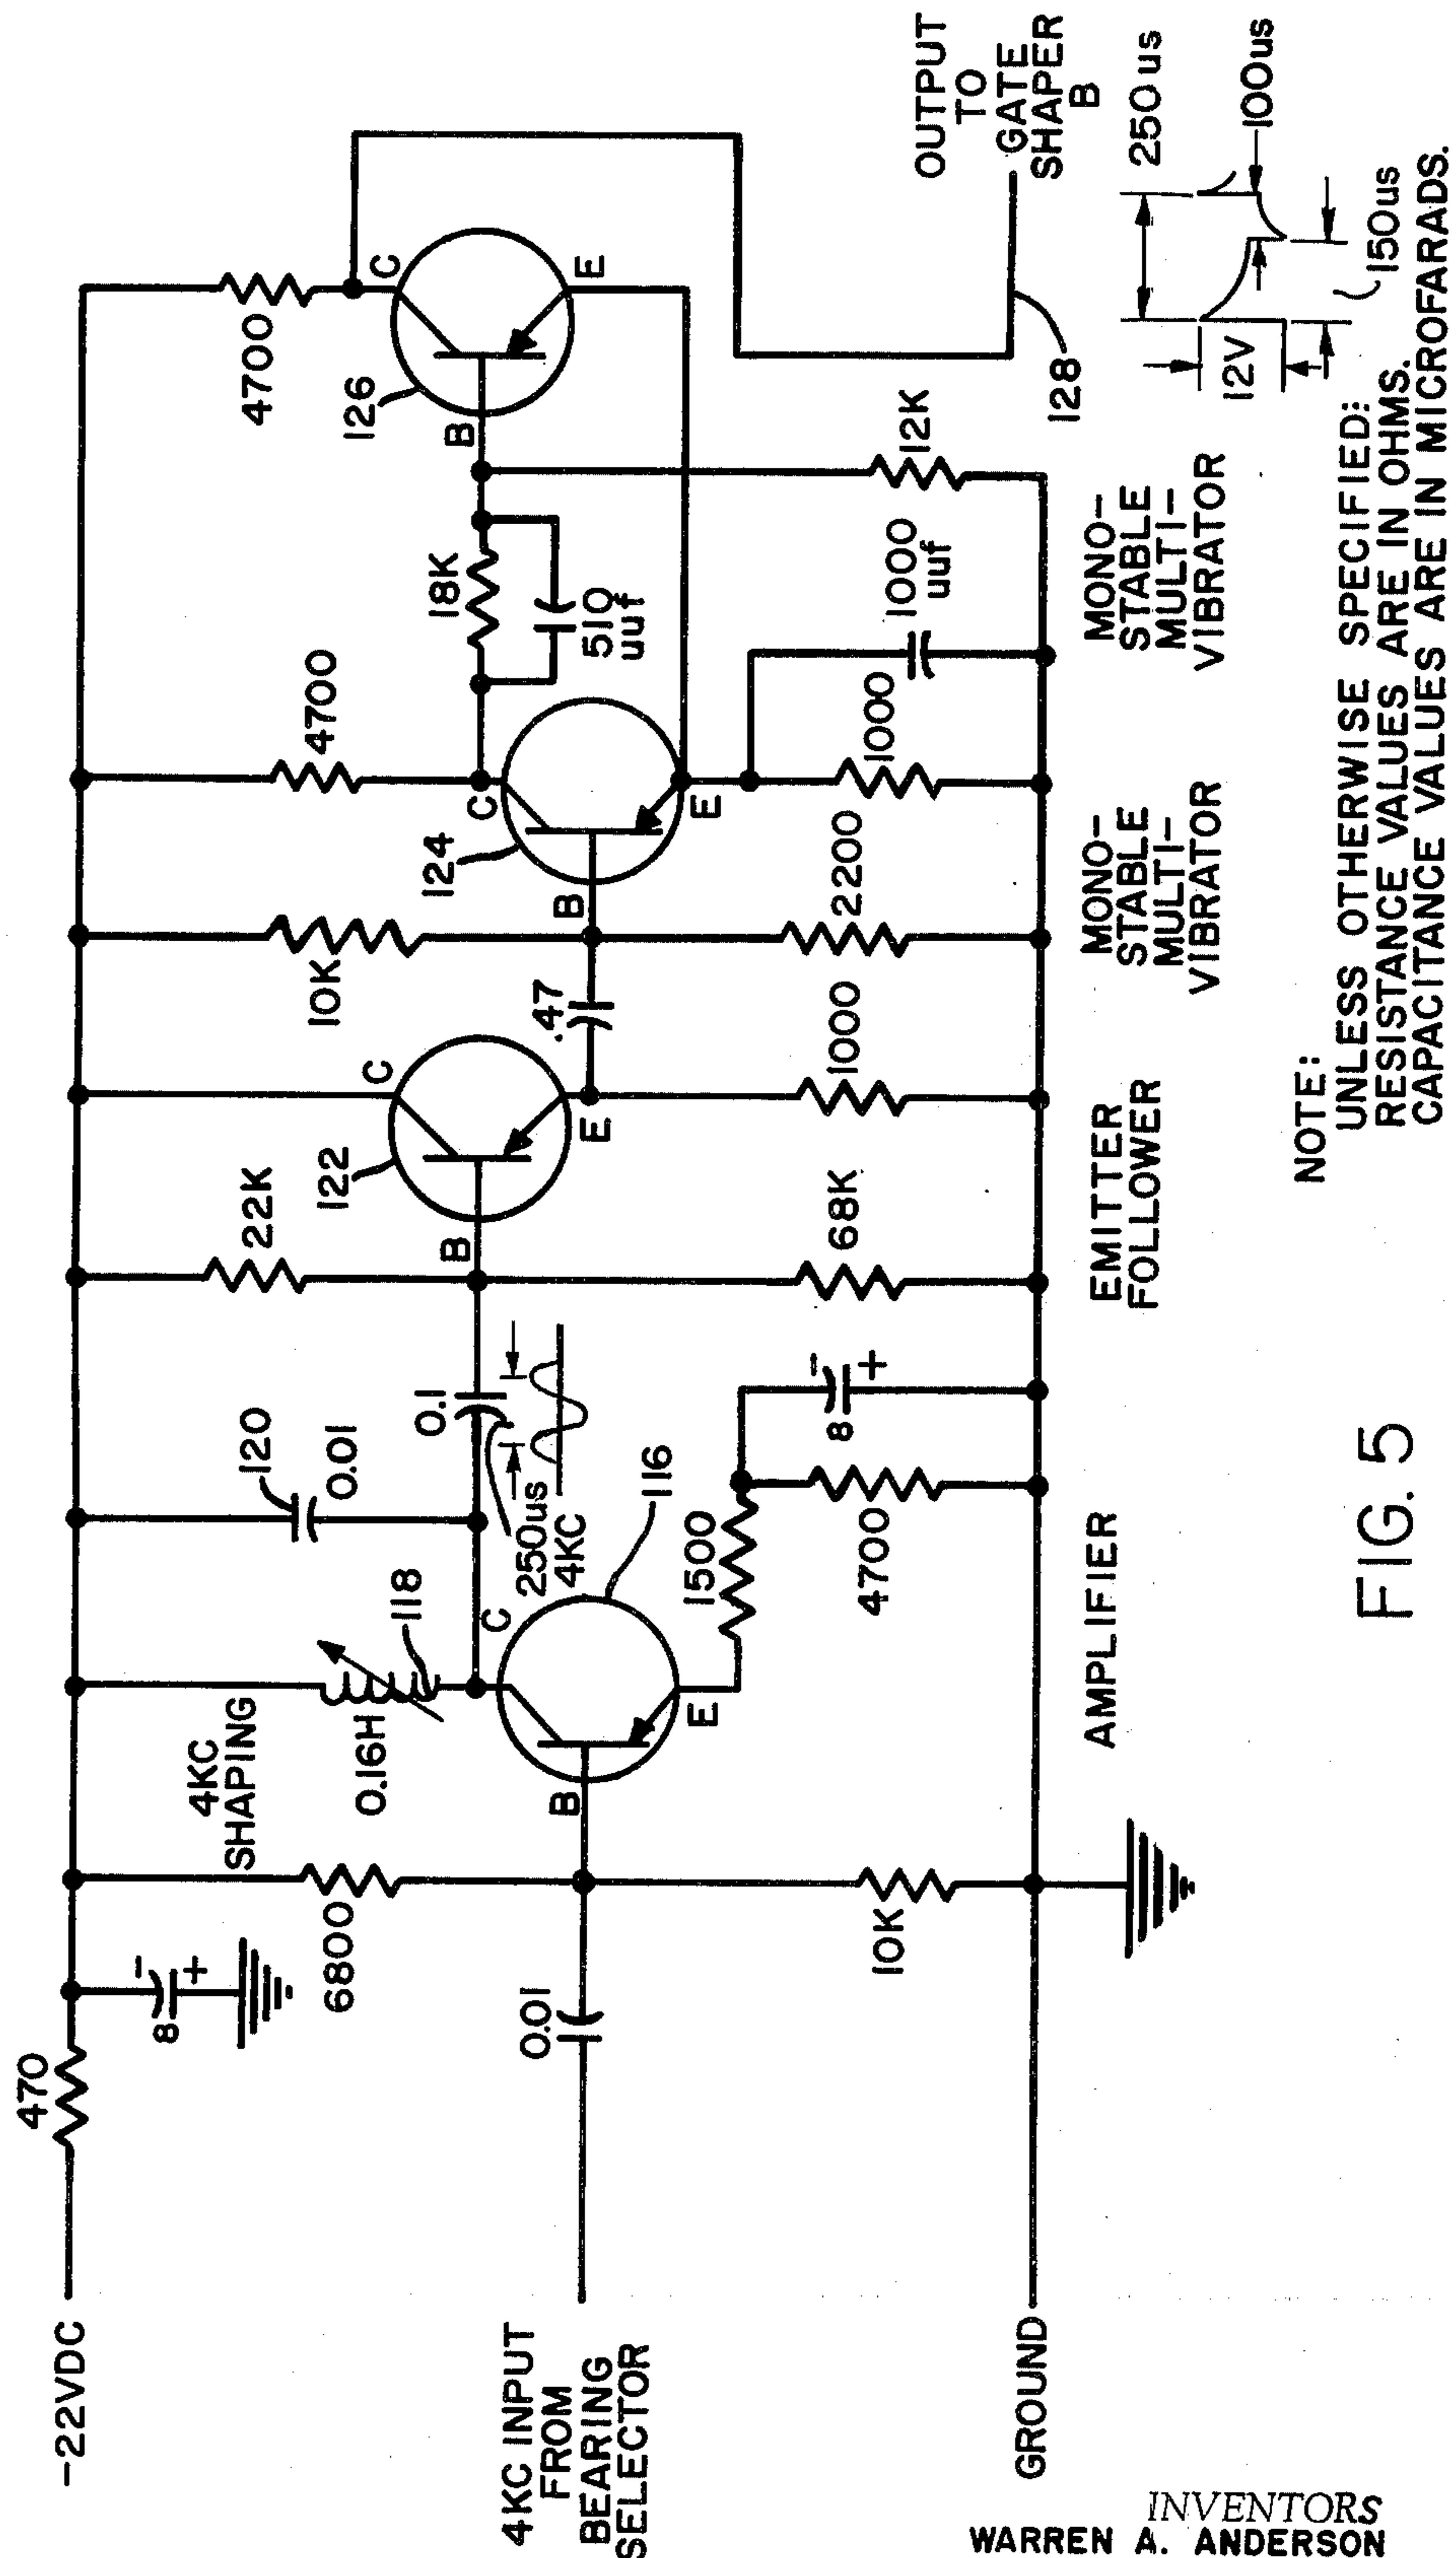 -22VDC
470
8
-
+
4KC
SHAPING
6800
0.16H
118
120
0.01
22K
122
C
B
E
10K
4700
124
C
B
E
18K
510
uuf
4700
126
C
B
E
4KC INPUT
FROM
BEARING
SELECTOR
0.01
B
C
E
116
250us
4KC
0.1
.47
1500
4700
8
-
+
10K
68K
1000
2200
1000
1000
uuf
12K
128
OUTPUT
TO
GATE
SHAPER
B
250us
12V
100us
150us
GROUND
AMPLIFIER
EMITTER
FOLLOWER
MONO-
STABLE
MULTI-
VIBRATOR
MONO-
STABLE
MULTI-
VIBRATOR
NOTE:
UNLESS OTHERWISE SPECIFIED:
RESISTANCE VALUES ARE IN OHMS.
CAPACITANCE VALUES ARE IN MICROFARADS.
FIG. 5
INVENTORS
WARREN A. ANDERSON